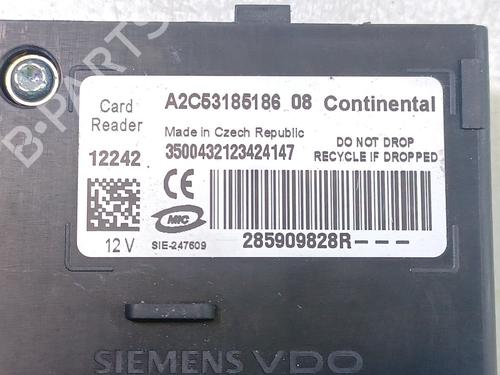 B-PARTS
Card Reader
A2C53185186 08 Continental
Made in Czech Republic
12242
3500432123424147
DO NOT DROP
RECYCLE IF DROPPED
CE
MIC
12 V
SIE-247609
285909828R---
SIEMENS VDO